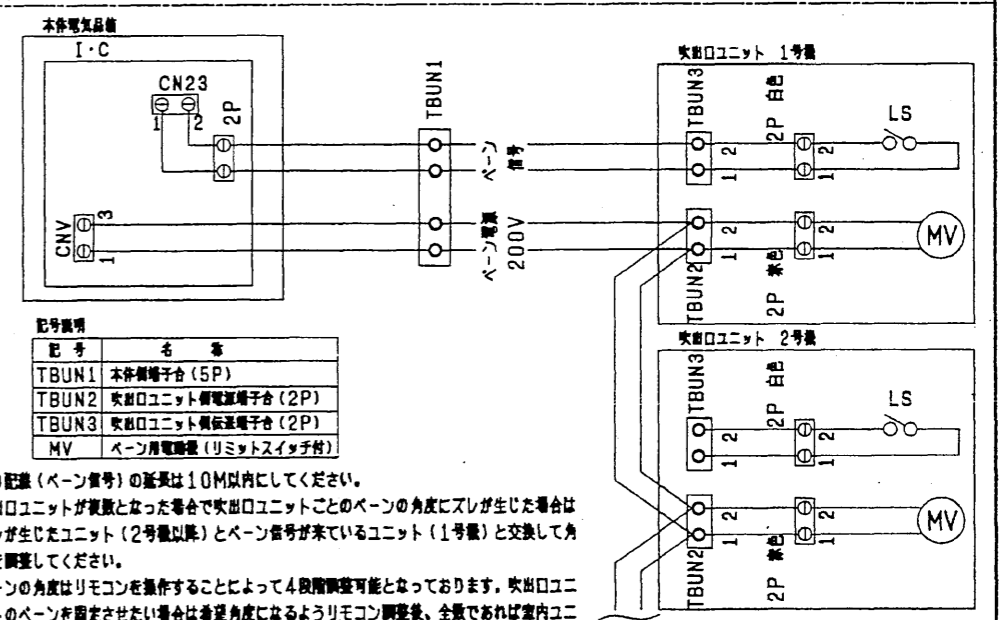 本体電気品箱
I・C
CN23
1 2
2P
CNV
3
1
TBUN1
ベーン
信号
ベーン電源
200V
吹出口ユニット 1号機
TBUN3
2
1
2P 白色
2
1
LS
TBUN2
2
1
2P 紫色
2
1
MV
吹出口ユニット 2号機
TBUN3
2
1
2P 白色
2
1
LS
TBUN2
2
1
2P 紫色
2
1
MV
記号説明
記 号 名 称
TBUN1 本体側端子台(5P)
TBUN2 吹出口ユニット側電源端子台(2P)
TBUN3 吹出口ユニット側伝送端子台(2P)
MV ベーン用電動機(リミットスイッチ付)
配線(ベーン信号)の延長は10M以内にしてください。
出口ユニットが複数となった場合で吹出口ユニットごとのベーンの角度にズレが生じた場合は
が生じたユニット(2号機以降)とベーン信号が来ているユニット(1号機)と交換して角
を調整してください。
ーンの角度はリモコンを操作することによって4段階調整可能となっております。吹出口ユニ
のベーンを固定させたい場合は希望角度になるようリモコン調整後、全数であれば室内ユニ